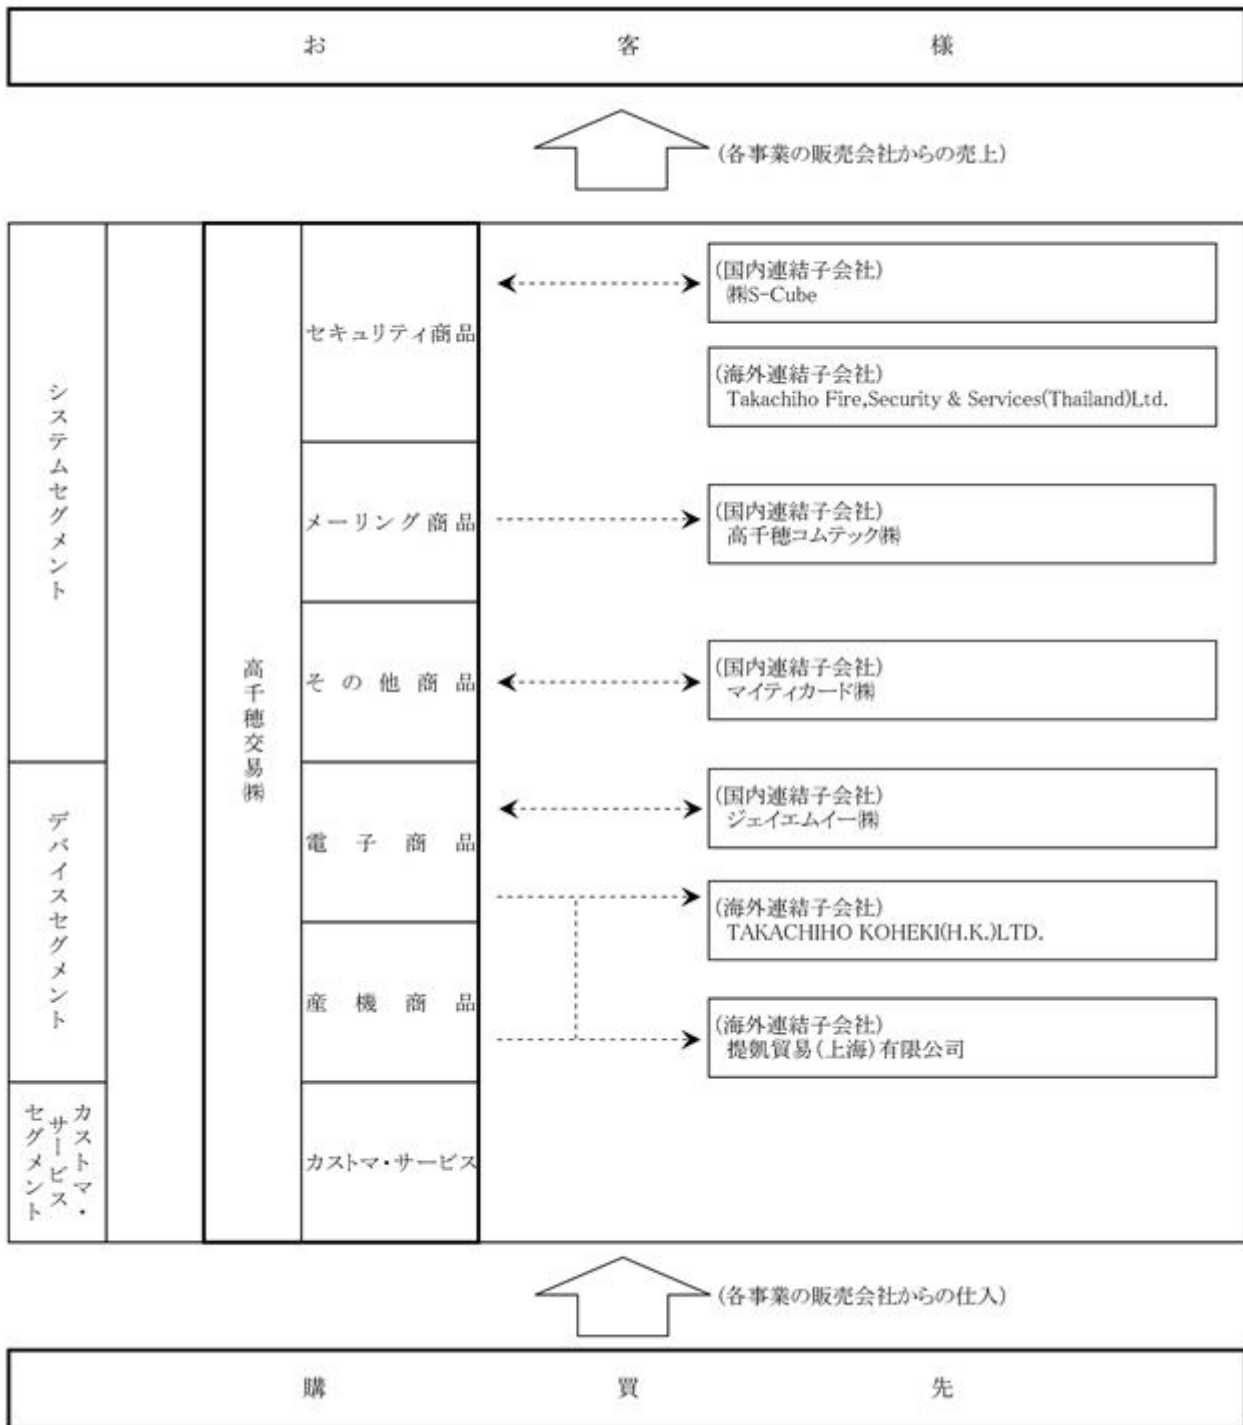 お客様
(各事業の販売会社からの売上)
システムセグメント
デバイスセグメント
カストマ・
サービス
セグメント
高千穂交易㈱
セキュリティ商品
メーリング商品
その他商品
電子商品
産機商品
カストマ・サービス
(国内連結子会社)
㈱S-Cube
(海外連結子会社)
Takachiho Fire,Security & Services(Thailand)Ltd.
(国内連結子会社)
高千穂コムテック㈱
(国内連結子会社)
マイティカード㈱
(国内連結子会社)
ジェイエムイー㈱
(海外連結子会社)
TAKACHIHO KOHEKI(H.K.)LTD.
(海外連結子会社)
提凱貿易(上海)有限公司
(各事業の販売会社からの仕入)
購買先